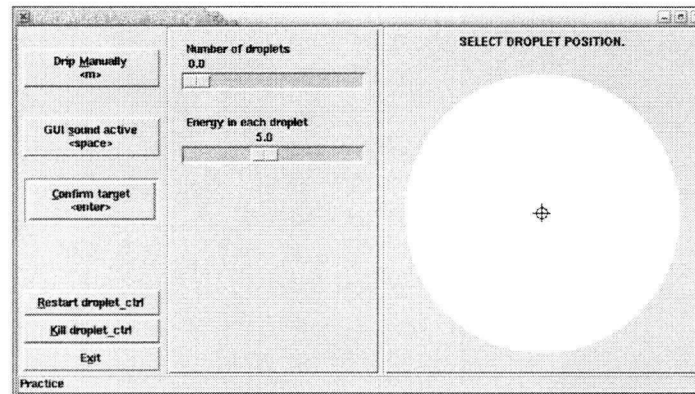 Drip Manually
<m>
GUI sound active
<space>
Confirm target
<enter>
Restart droplet_ctrl
Kill droplet_ctrl
Exit
Number of droplets
0.0
Energy in each droplet
5.0
SELECT DROPLET POSITION.
Practice